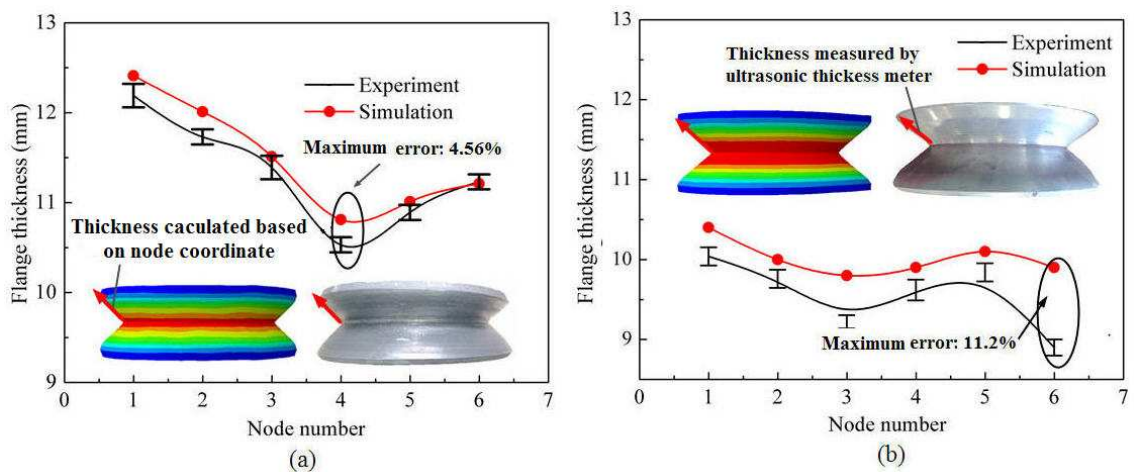 (a)
13
12
11
10
9
Flange thickness (mm)
Experiment
Simulation
Maximum error: 4.56%
Thickness caculated based
on node coordinate
0 1 2 3 4 5 6 7
Node number
(a)
(b)
13
12
11
10
9
Flange thickness (mm)
Thickness measured by
ultrasonic thickess meter
Experiment
Simulation
Maximum error: 11.2%
0 1 2 3 4 5 6 7
Node number
(b)